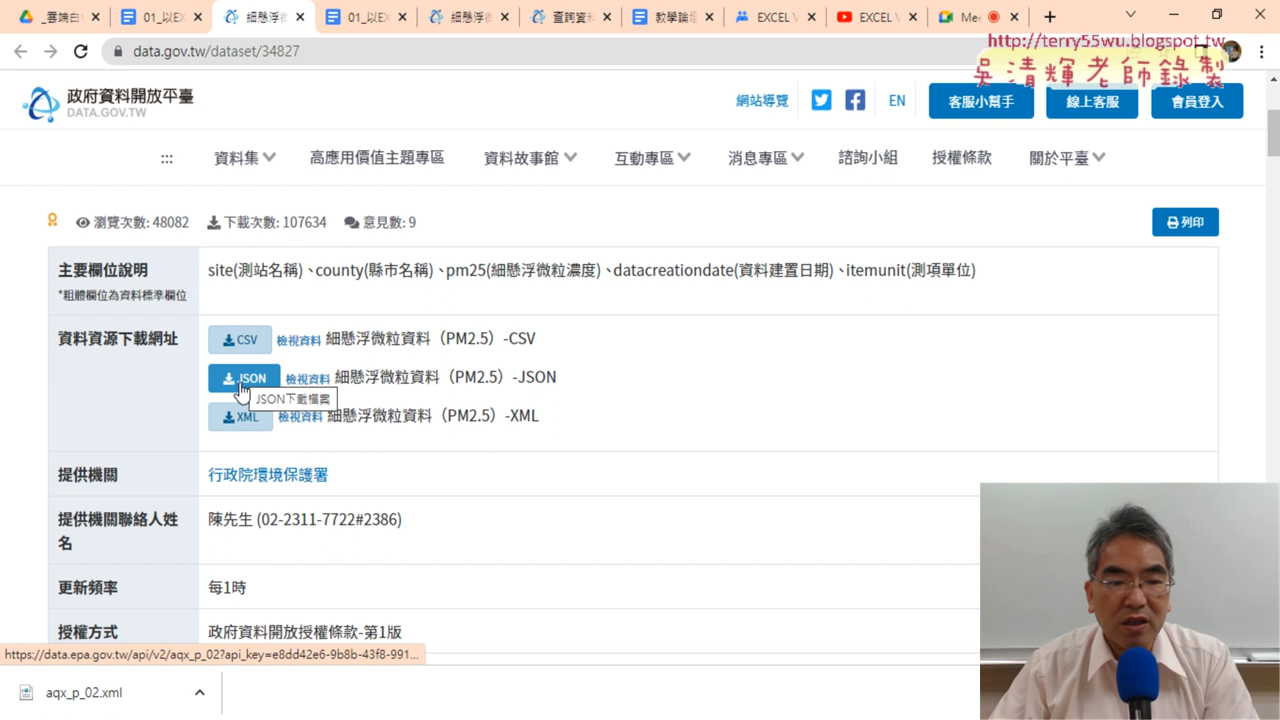 _雲端白
01_以EX
細懸浮微
01_以EX
細懸浮微
查詢資料
教學論壇
EXCEL V
EXCEL V
Mee
data.gov.tw/dataset/34827
http://terry55wu.blogspot.tw
吳清輝老師錄製
政府資料開放平臺
DATA.GOV.TW
網站導覽
EN
客服小幫手
線上客服
會員登入
:::
資料集
高應用價值主題專區
資料故事館
互動專區
消息專區
諮詢小組
授權條款
關於平臺
瀏覽次數: 48082
下載次數: 107634
意見數: 9
列印
主要欄位說明
*粗體欄位為資料標準欄位
site(測站名稱)、county(縣市名稱)、pm25(細懸浮微粒濃度)、datacreationdate(資料建置日期)、itemunit(測項單位)
資料資源下載網址
CSV 檢視資料 細懸浮微粒資料（PM2.5）-CSV
JSON 檢視資料 細懸浮微粒資料（PM2.5）-JSON
JSON下載檔案
XML 檢視資料 細懸浮微粒資料（PM2.5）-XML
提供機關
行政院環境保護署
提供機關聯絡人姓
名
陳先生 (02-2311-7722#2386)
更新頻率
每1時
授權方式
政府資料開放授權條款-第1版
https://data.epa.gov.tw/api/v2/aqx_p_02?api_key=e8dd42e6-9b8b-43f8-991...
aqx_p_02.xml